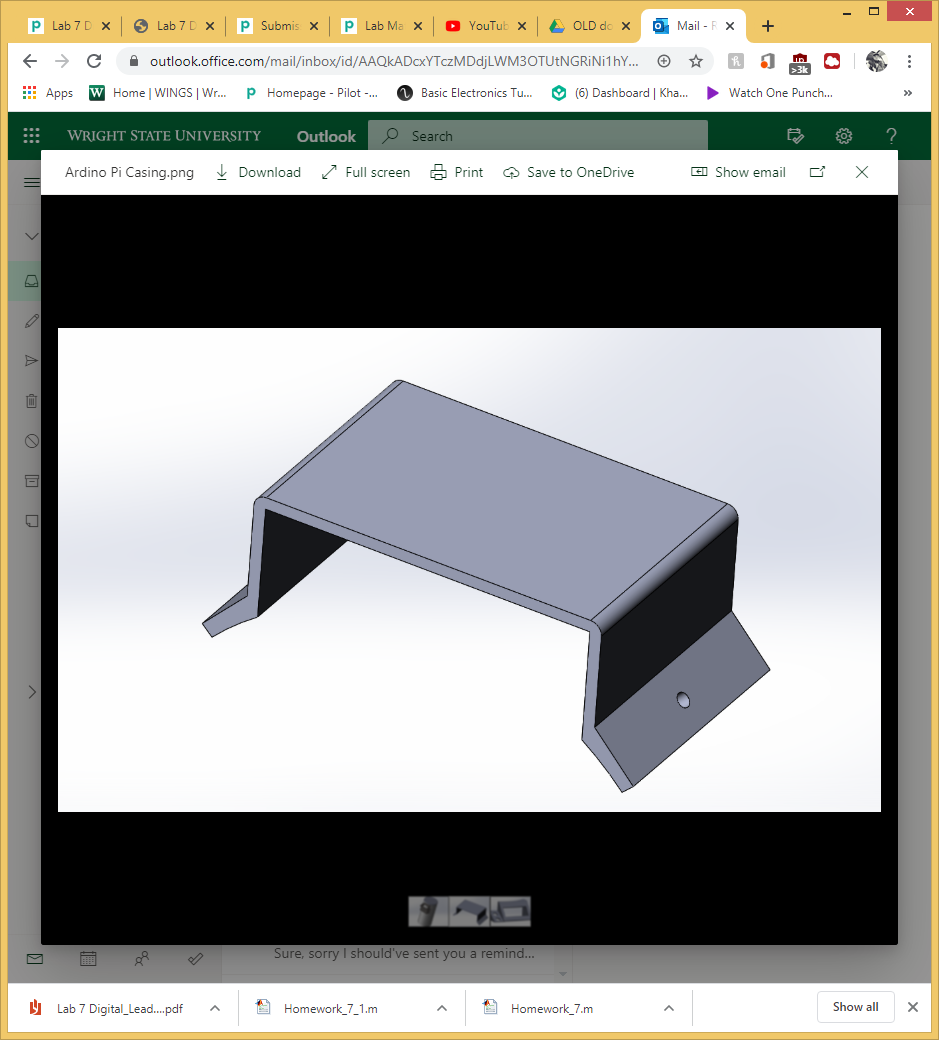 Lab 7 D
Lab 7 D
Submis
Lab Ma
YouTub
OLD do
Mail - R
outlook.office.com/mail/inbox/id/AAQkADcxYTczMDdjLWM3OTUtNGRiNi1hY...
>3k
Apps
Home | WINGS | Wr...
Homepage - Pilot -...
Basic Electronics Tu...
(6) Dashboard | Kha...
Watch One Punch...
»
WRIGHT STATE UNIVERSITY
Outlook
Search
Ardino Pi Casing.png
Download
Full screen
Print
Save to OneDrive
Show email
Sure, sorry I should've sent you a remind...
Lab 7 Digital_Lead....pdf
Homework_7_1.m
Homework_7.m
Show all